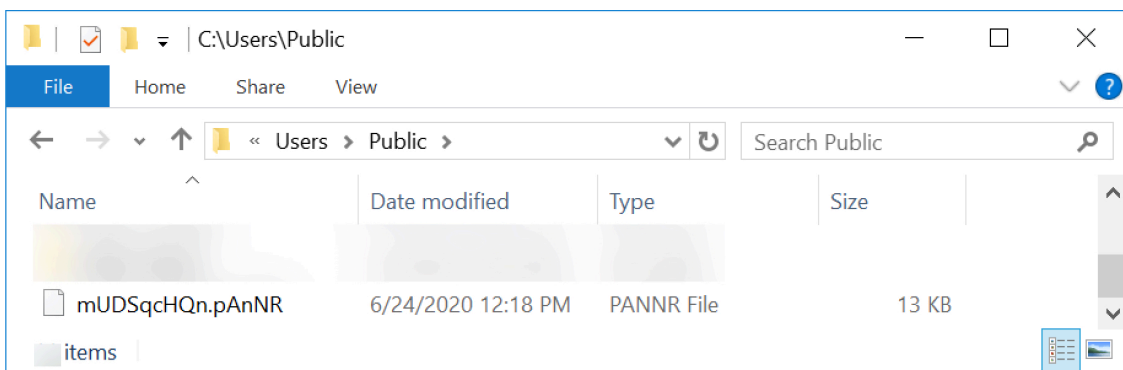 C:\Users\Public
File Home Share View ?
« Users > Public > Search Public
Name Date modified Type Size
mUDSqcHQn.pAnNR 6/24/2020 12:18 PM PANNR File 13 KB
items